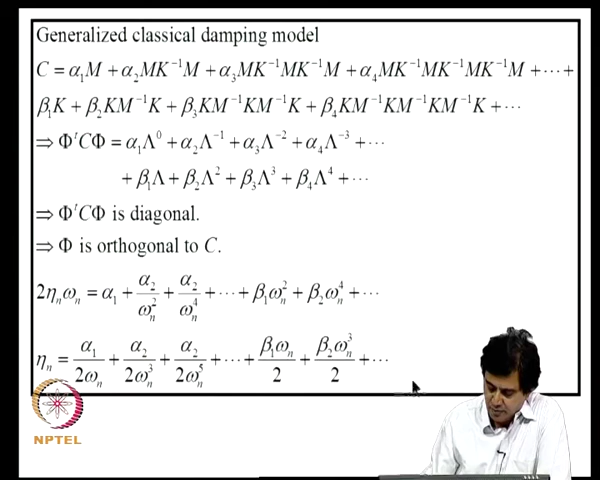 Generalized classical damping model
C = α₁M + α₂MK⁻¹M + α₃MK⁻¹MK⁻¹M + α₄MK⁻¹MK⁻¹MK⁻¹M + ⋯ +
β₁K + β₂KM⁻¹K + β₃KM⁻¹KM⁻¹K + β₄KM⁻¹KM⁻¹KM⁻¹K + ⋯
⇒ ΦᵗCΦ = α₁Λ⁰ + α₂Λ⁻¹ + α₃Λ⁻² + α₄Λ⁻³ + ⋯
+ β₁Λ + β₂Λ² + β₃Λ³ + β₄Λ⁴ + ⋯
⇒ ΦᵗCΦ is diagonal.
⇒ Φ is orthogonal to C.
2ηₙωₙ = α₁ + α₂/ωₙ² + α₂/ωₙ⁴ + ⋯ + β₁ωₙ² + β₂ωₙ⁴ + ⋯
ηₙ = α₁/2ωₙ + α₂/2ωₙ³ + α₂/2ωₙ⁵ + ⋯ + β₁ωₙ/2 + β₂ωₙ³/2 + ⋯
NPTEL